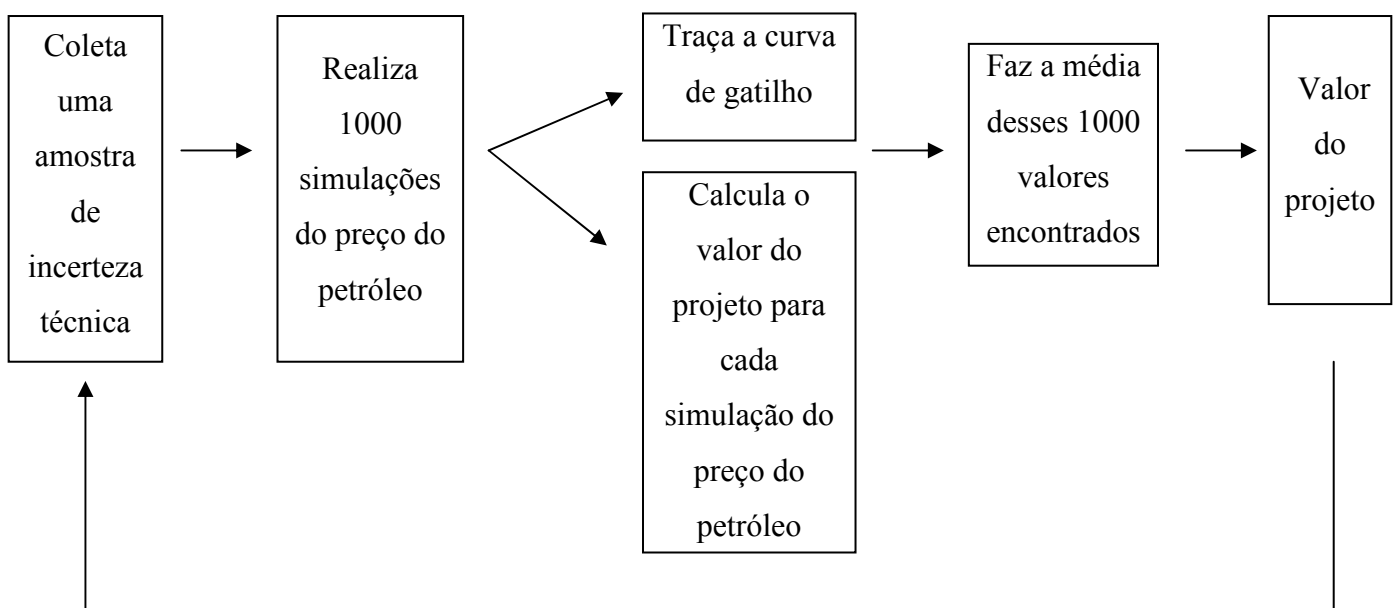 Coleta
uma
amostra
de
incerteza
técnica
Realiza
1000
simulações
do preço do
petróleo
Traça a curva
de gatilho
Calcula o
valor do
projeto para
cada
simulação do
preço do
petróleo
Faz a média
desses 1000
valores
encontrados
Valor
do
projeto